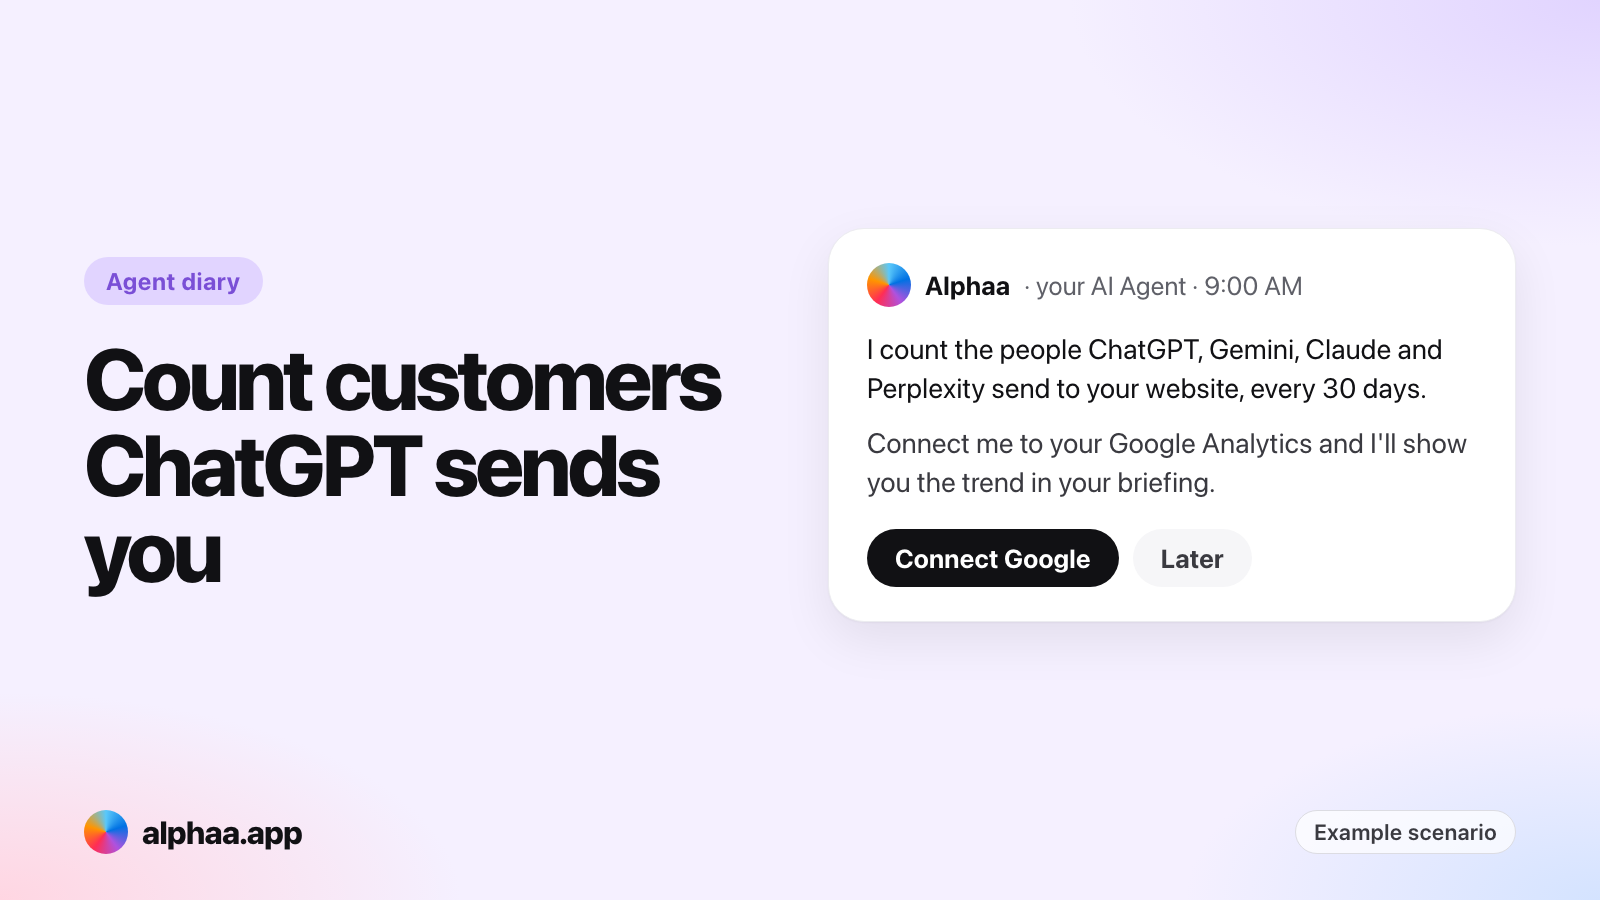 Agent diary
Count customers
ChatGPT sends
you
Alphaa · your AI Agent · 9:00 AM
I count the people ChatGPT, Gemini, Claude and
Perplexity send to your website, every 30 days.
Connect me to your Google Analytics and I'll show
you the trend in your briefing.
Connect Google
Later
alphaa.app
Example scenario